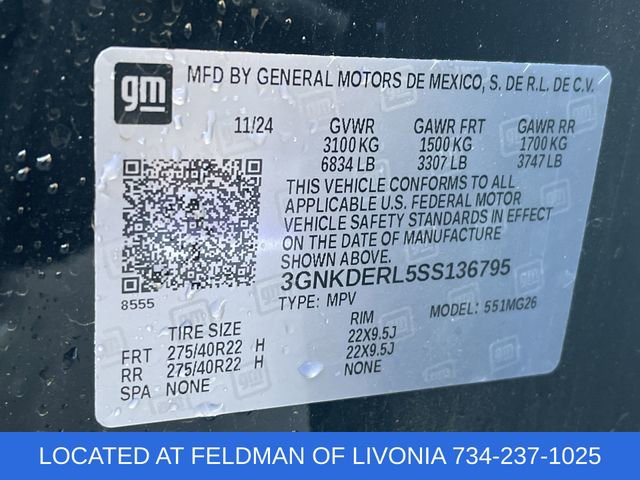 gm
MFD BY GENERAL MOTORS DE MEXICO, S. DE R.L. DE C.V.
11/24 GVWR GAWR FRT GAWR RR
3100 KG 1500 KG 1700 KG
6834 LB 3307 LB 3747 LB
THIS VEHICLE CONFORMS TO ALL
APPLICABLE U.S. FEDERAL MOTOR
VEHICLE SAFETY STANDARDS IN EFFECT
ON THE DATE OF MANUFACTURE
SHOWN ABOVE.
8555
3GNKDERL5SS136795
TYPE: MPV MODEL: 551MG26
TIRE SIZE RIM
FRT 275/40R22 H 22X9.5J
RR 275/40R22 H 22X9.5J
SPA NONE NONE
LOCATED AT FELDMAN OF LIVONIA 734-237-1025